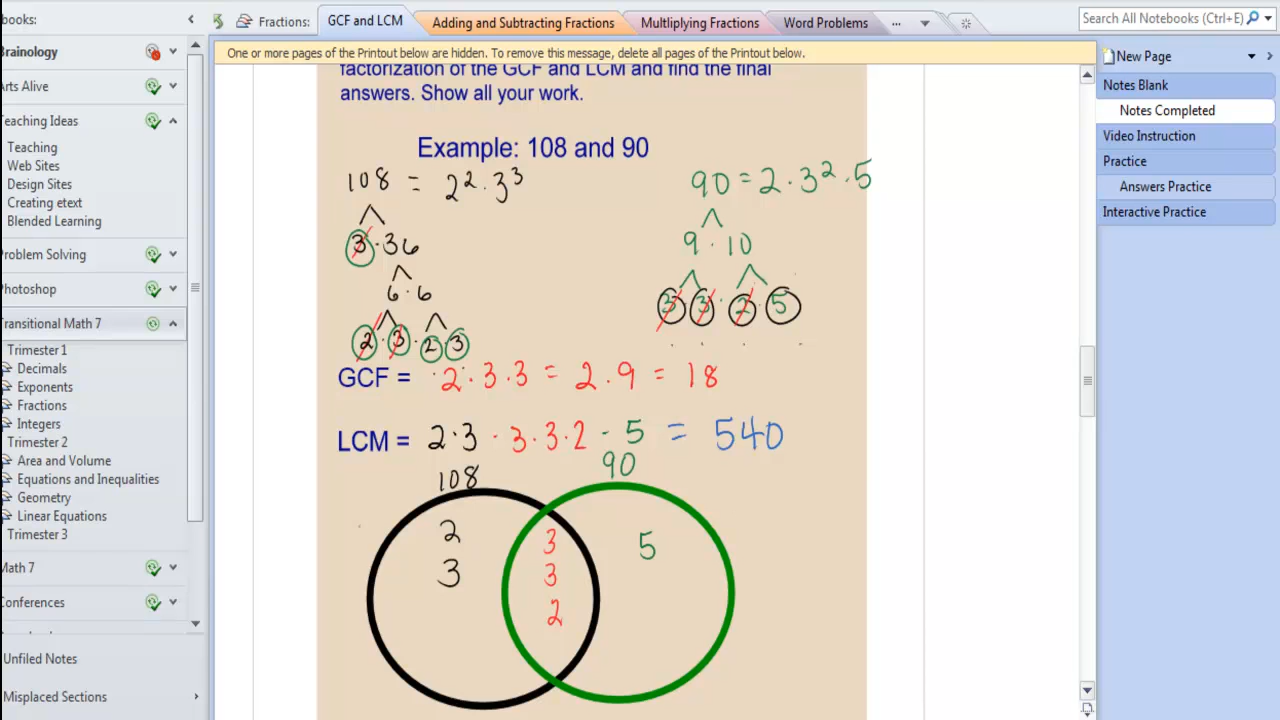 books:
Fractions:
GCF and LCM
Adding and Subtracting Fractions
Mutliplying Fractions
Word Problems
...
Search All Notebooks (Ctrl+E)
Brainology
Arts Alive
Teaching Ideas
Teaching
Web Sites
Design Sites
Creating etext
Blended Learning
Problem Solving
Photoshop
Transitional Math 7
Trimester 1
Decimals
Exponents
Fractions
Integers
Trimester 2
Area and Volume
Equations and Inequalities
Geometry
Linear Equations
Trimester 3
Math 7
Conferences
Unfiled Notes
Misplaced Sections
One or more pages of the Printout below are hidden. To remove this message, delete all pages of the Printout below.
factorization of the GCF and LCM and find the final
answers. Show all your work.
Example: 108 and 90
108 = 2² · 3³
90 = 2 · 3² · 5
3 · 36
9 · 10
6 · 6
3 · 3 · 2 · 5
2 · 3 · 2 · 3
GCF = 2 · 3 · 3 = 2 · 9 = 18
LCM = 2 · 3 · 3 · 3 · 2 · 5 = 540
108
90
2
3
3
3
2
5
New Page
Notes Blank
Notes Completed
Video Instruction
Practice
Answers Practice
Interactive Practice